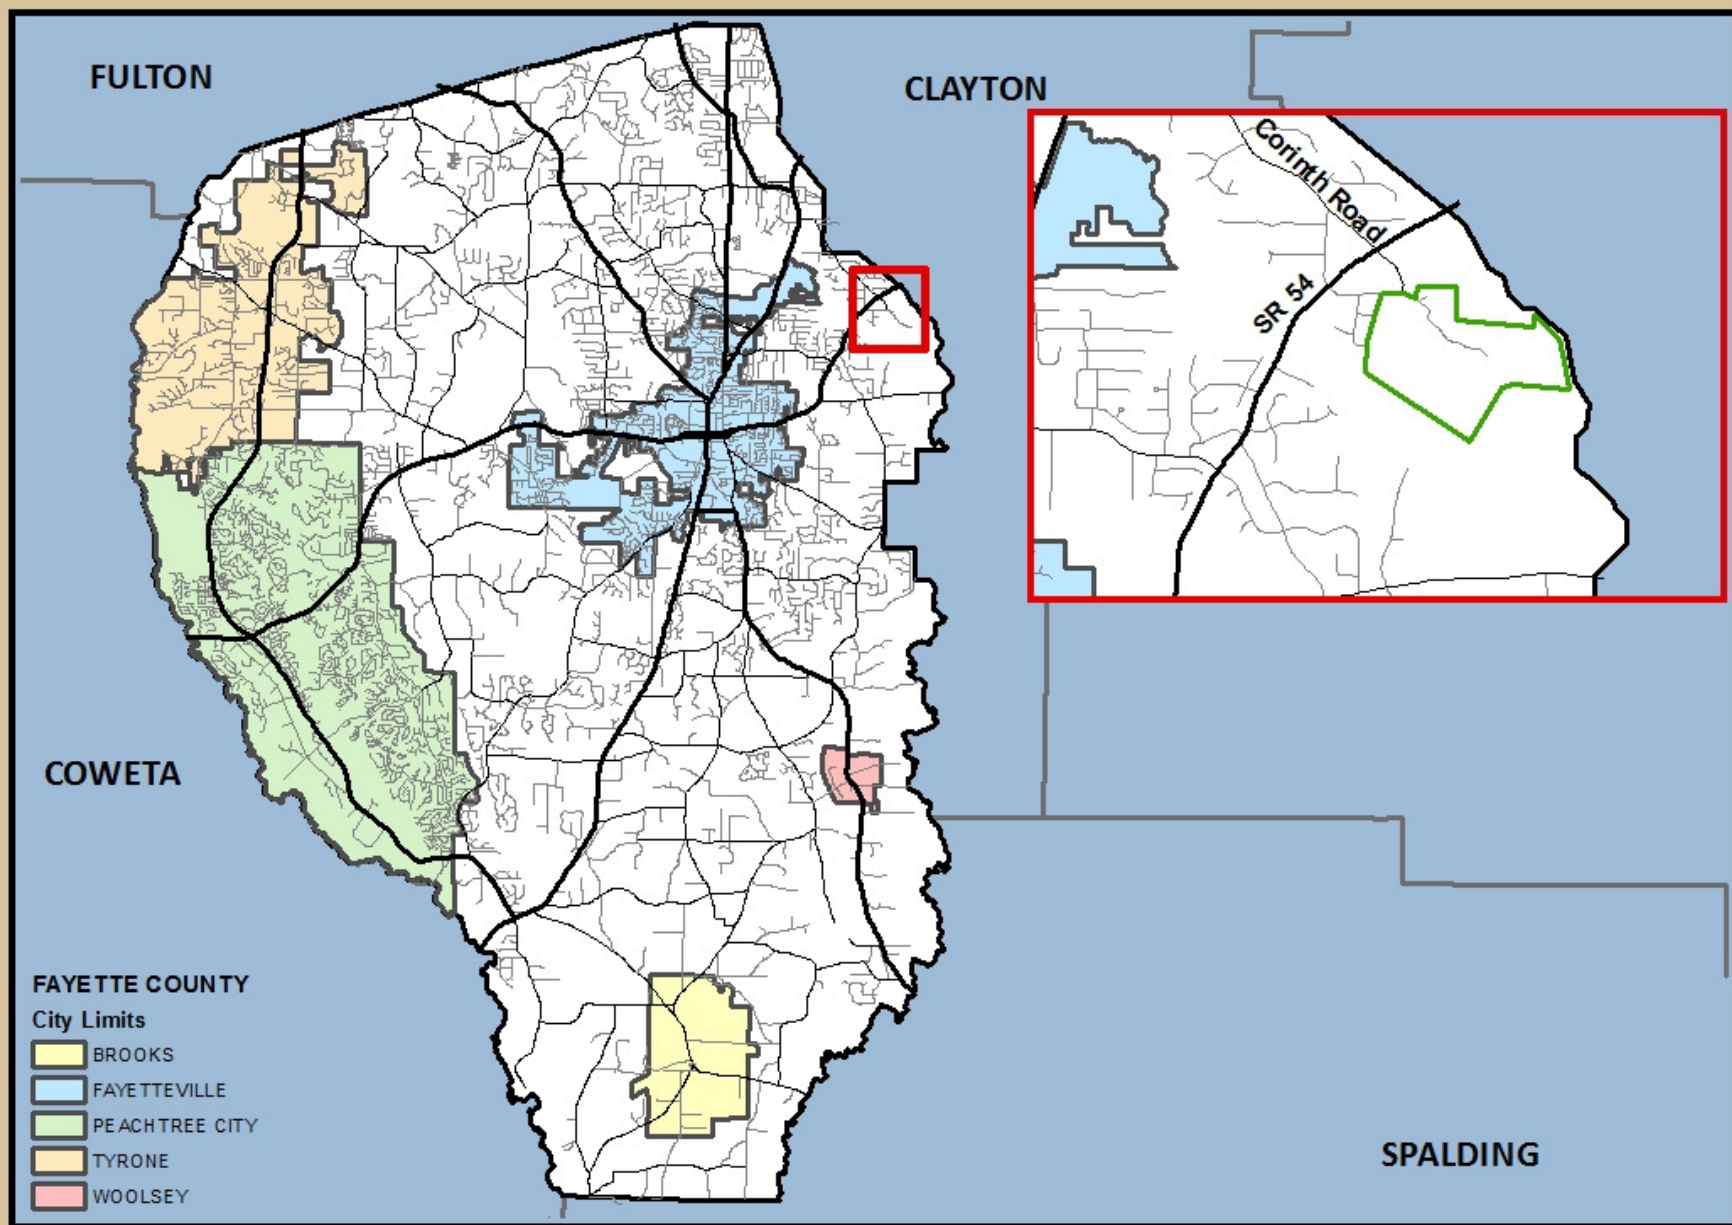 FULTON
CLAYTON
Corinth Road
SR 54
COWETA
FAYETTE COUNTY
City Limits
BROOKS
FAYETTEVILLE
PEACHTREE CITY
TYRONE
WOOLSEY
SPALDING